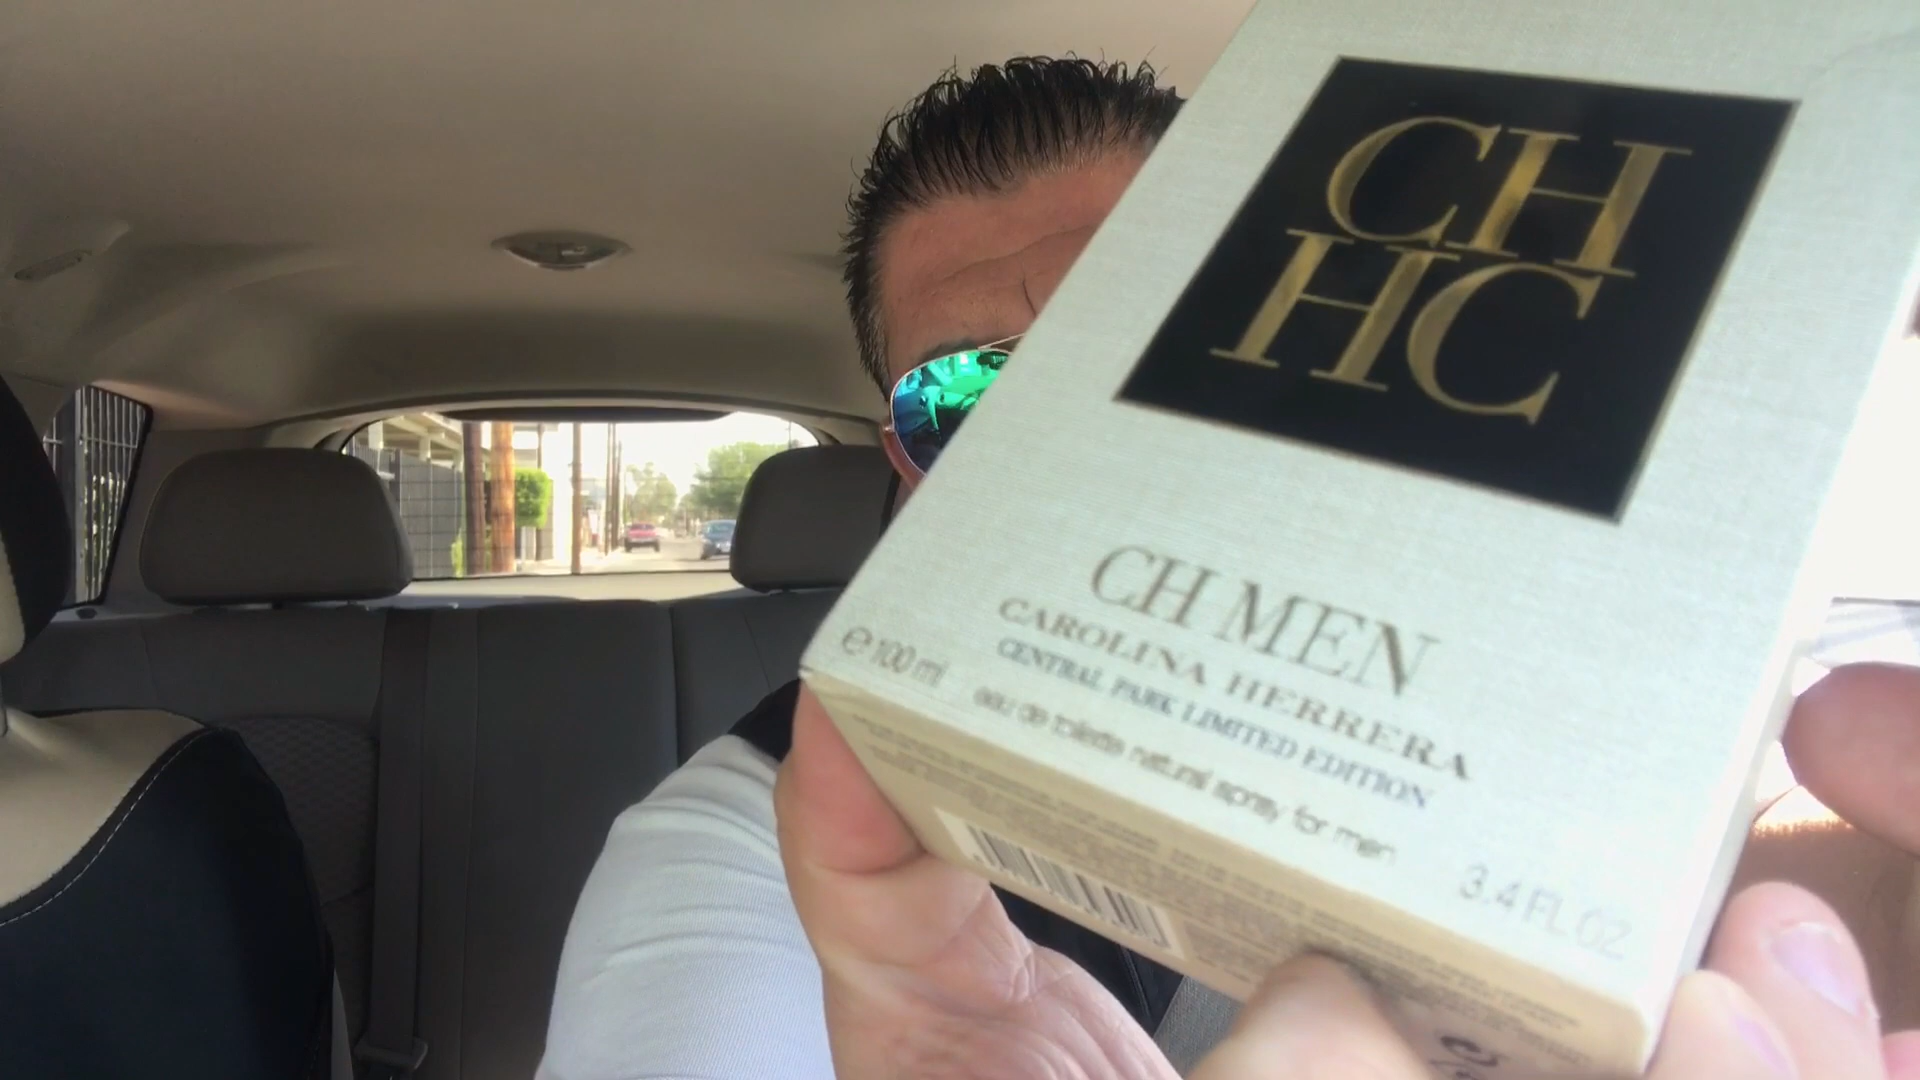 CH
HC
CH MEN
CAROLINA HERRERA
CENTRAL PARK LIMITED EDITION
e 100 ml eau de toilette natural spray for men 3.4 FL OZ